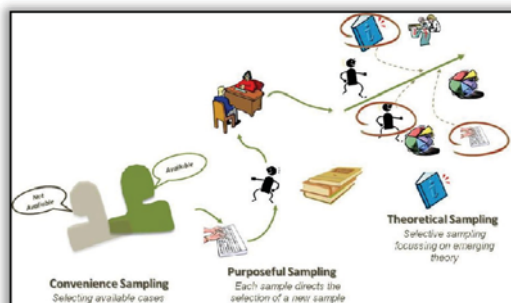 Available
Not
Available
Convenience Sampling
Selecting available cases
Purposeful Sampling
Each sample directs the
selection of a new sample
Theoretical Sampling
Selective sampling
focussing on emerging
theory